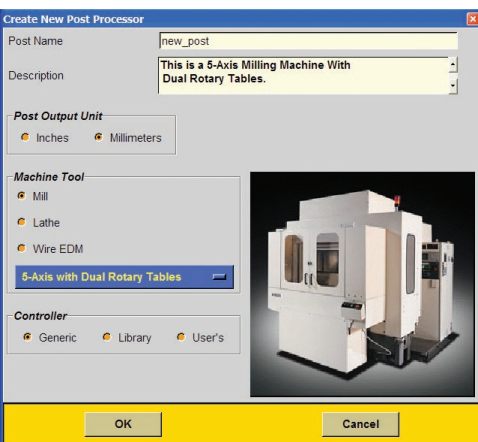 Create New Post Processor
Post Name
new_post
Description
This is a 5-Axis Milling Machine With
Dual Rotary Tables.
Post Output Unit
Inches Millimeters
Machine Tool
Mill
Lathe
Wire EDM
5-Axis with Dual Rotary Tables
Controller
Generic Library User's
OK Cancel